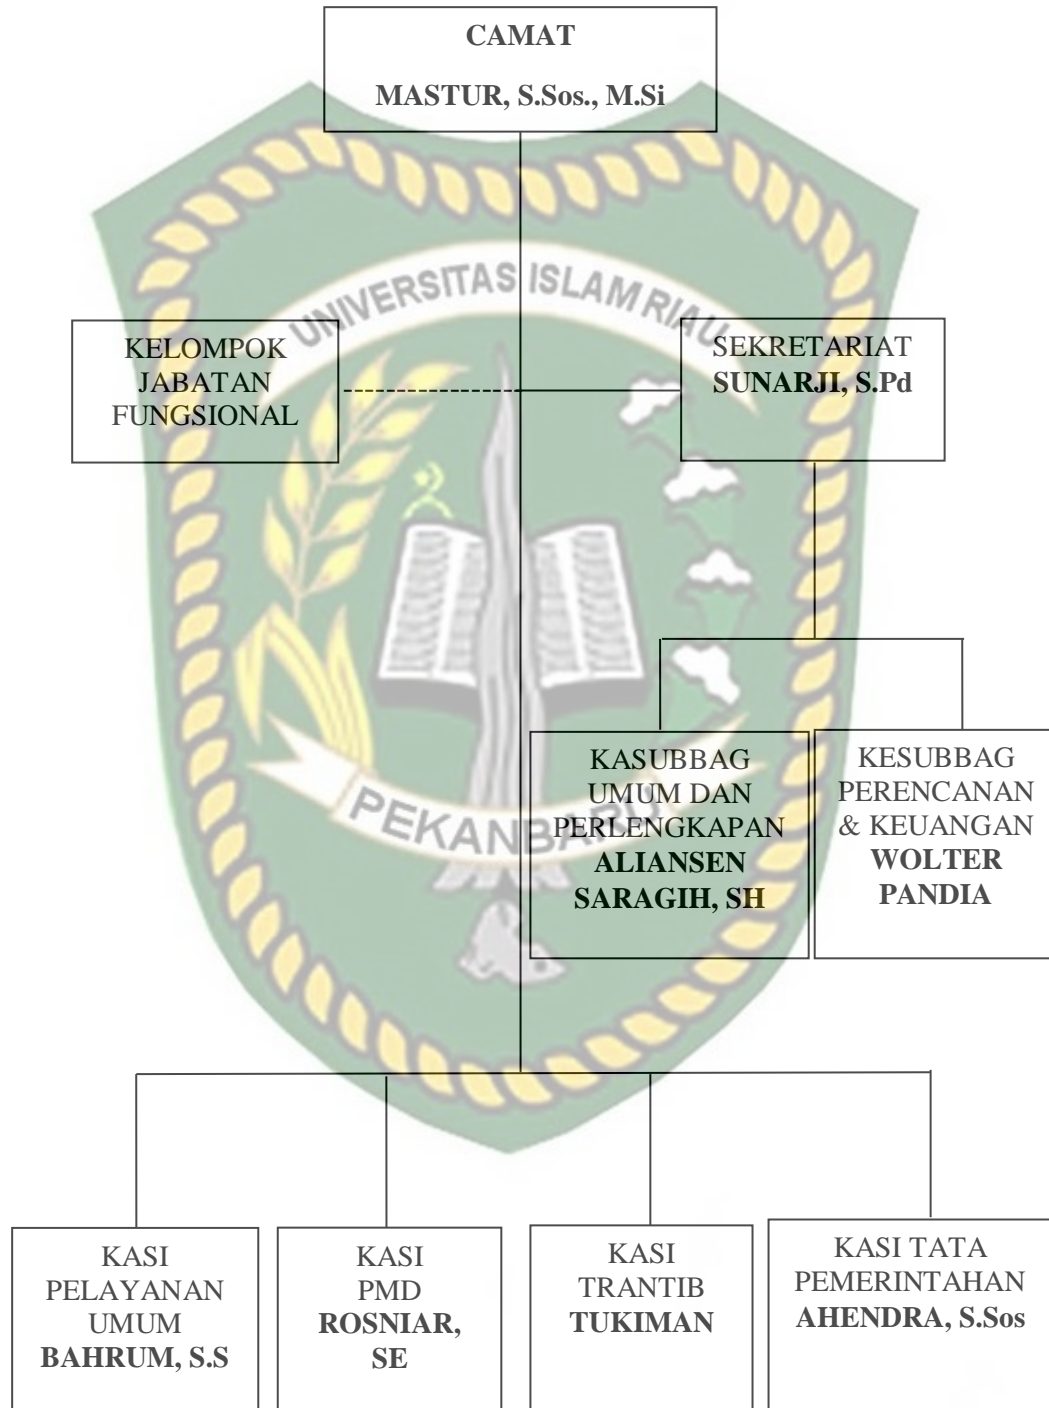 CAMAT
MASTUR, S.Sos., M.Si
UNIVERSITAS ISLAM RIAU
KELOMPOK
JABATAN
FUNGSIONAL
SEKRETARIAT
SUNARJI, S.Pd
KASUBBAG
UMUM DAN
PERLENGKAPAN
ALIANSEN
SARAGIH, SH
KESUBBAG
PERENCANAN
& KEUANGAN
WOLTER
PANDIA
PEKANBARU
KASI
PELAYANAN
UMUM
BAHRUM, S.S
KASI
PMD
ROSNIAR,
SE
KASI
TRANTIB
TUKIMAN
KASI TATA
PEMERINTAHAN
AHENDRA, S.Sos